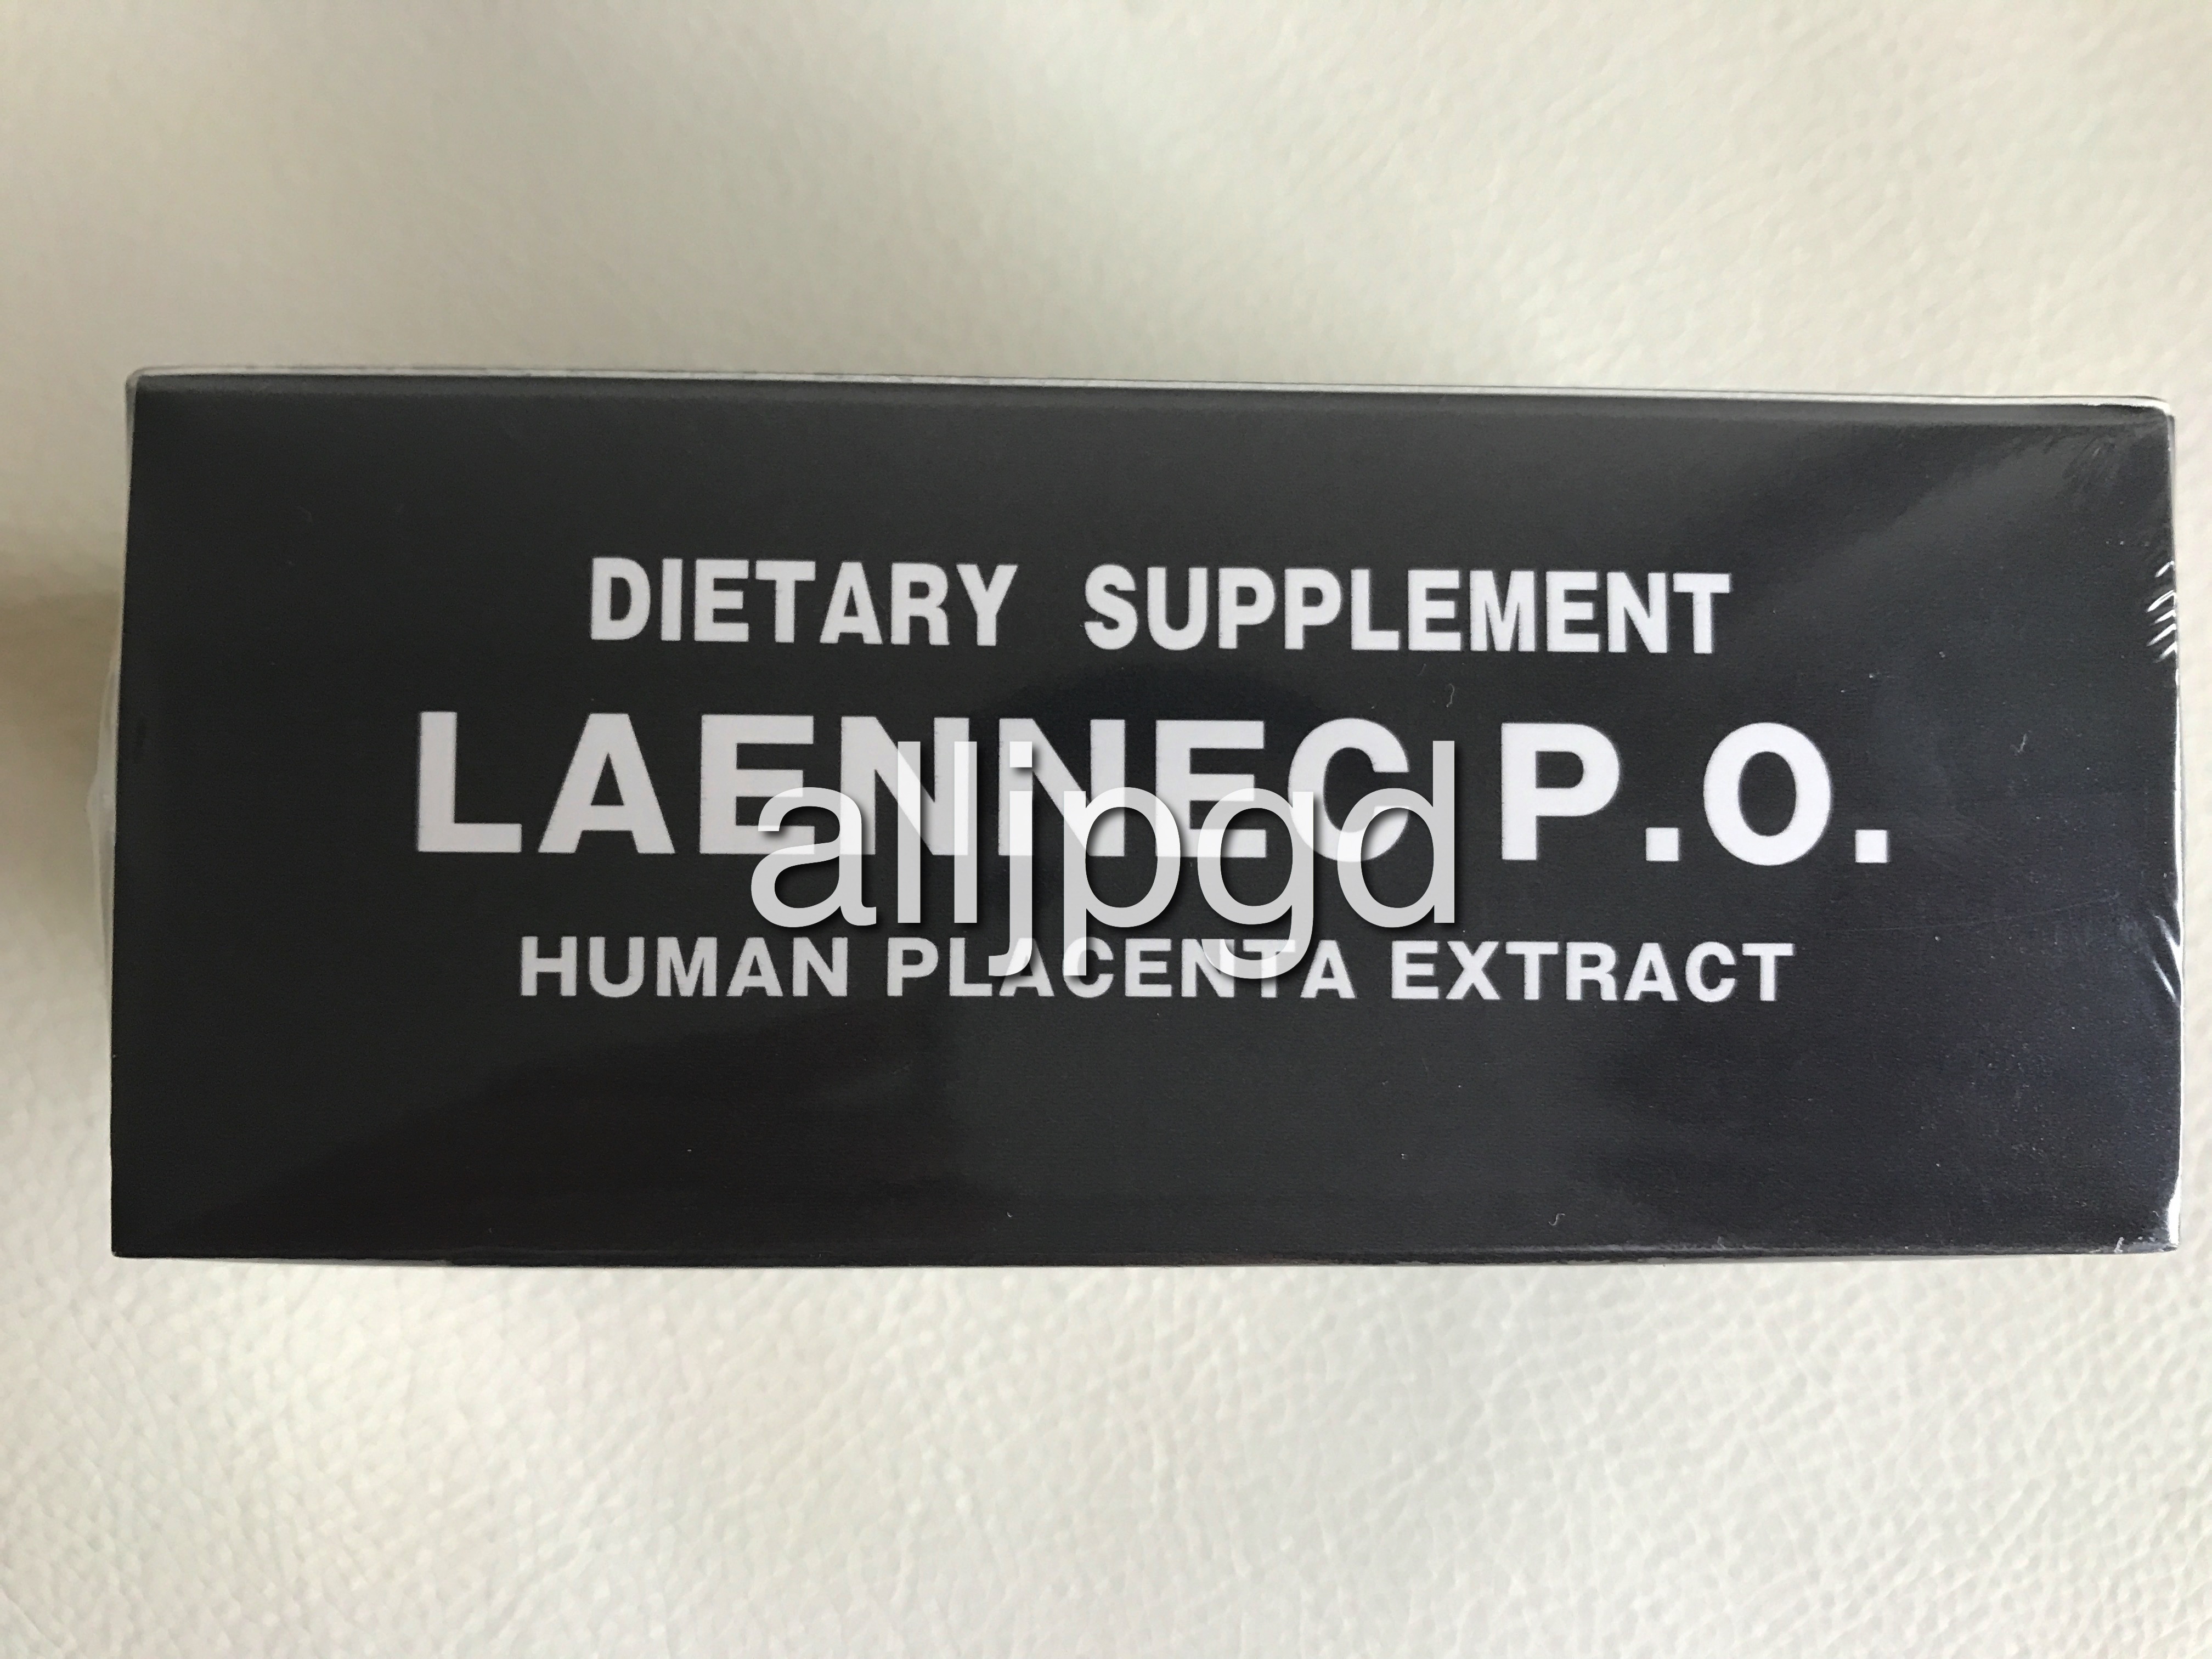 DIETARY SUPPLEMENT
LAENNEC P.O.
alljpgd
HUMAN PLACENTA EXTRACT